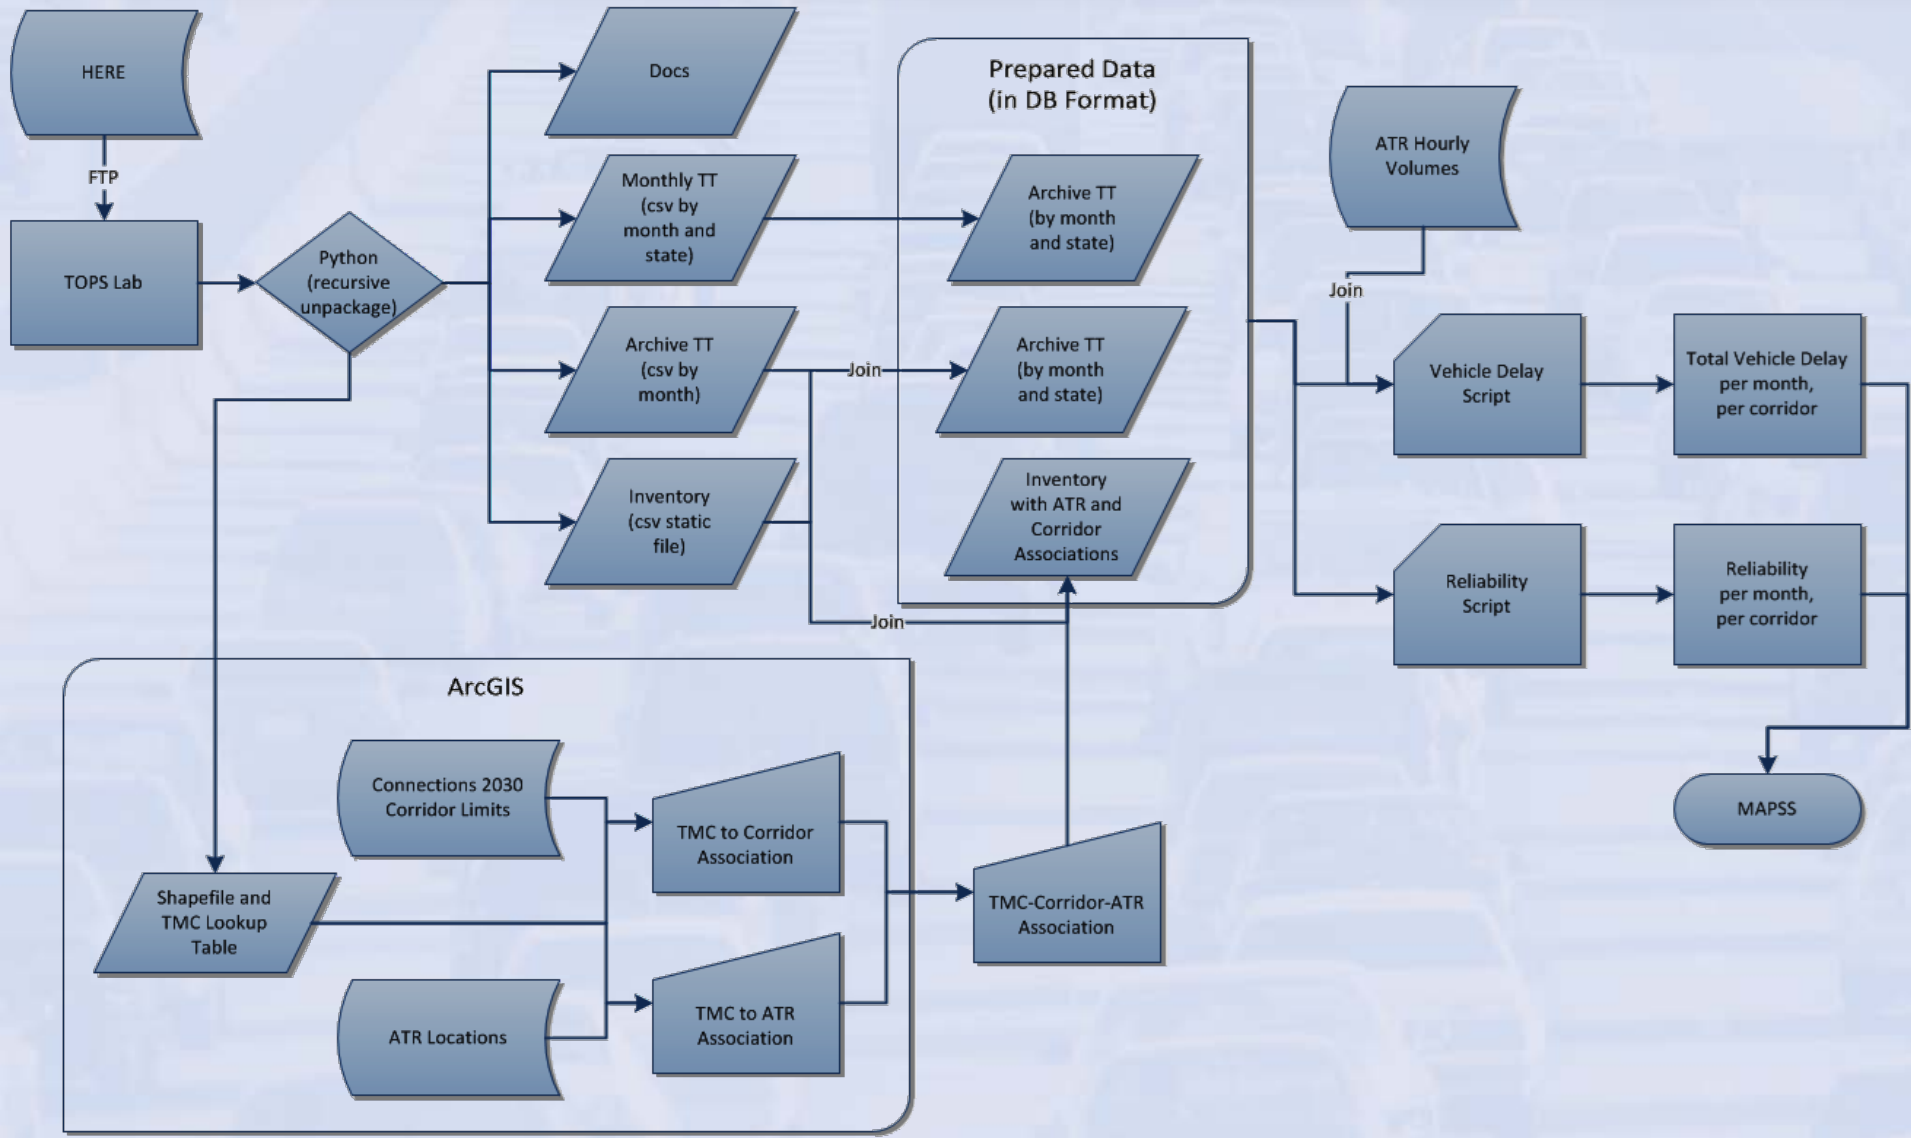 HERE
FTP
TOPS Lab
Python
(recursive
unpackage)
Docs
Monthly TT
(csv by
month and
state)
Archive TT
(csv by
month)
Inventory
(csv static
file)
Join
Join
Prepared Data
(in DB Format)
Archive TT
(by month
and state)
Archive TT
(by month
and state)
Inventory
with ATR and
Corridor
Associations
ATR Hourly
Volumes
Join
Vehicle Delay
Script
Total Vehicle Delay
per month,
per corridor
Reliability
Script
Reliability
per month,
per corridor
MAPSS
ArcGIS
Connections 2030
Corridor Limits
Shapefile and
TMC Lookup
Table
ATR Locations
TMC to Corridor
Association
TMC to ATR
Association
TMC-Corridor-ATR
Association